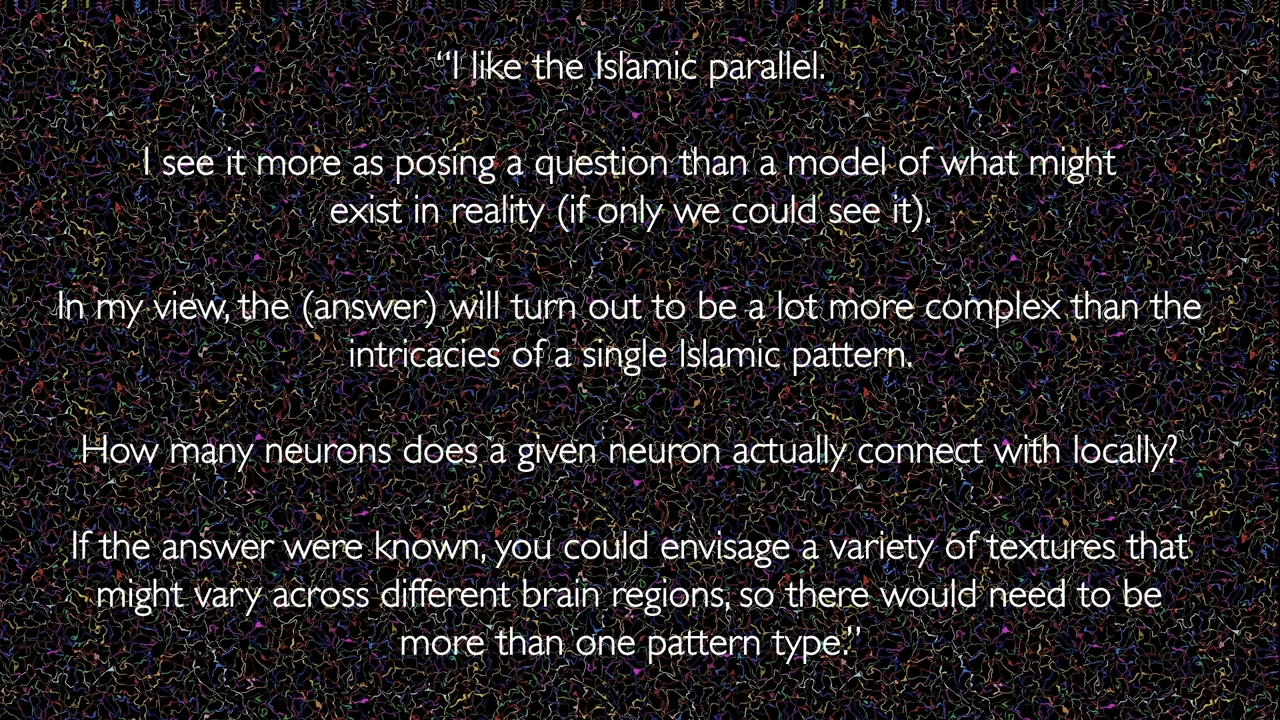 “I like the Islamic parallel.
I see it more as posing a question than a model of what might
exist in reality (if only we could see it).
In my view, the (answer) will turn out to be a lot more complex than the
intricacies of a single Islamic pattern.
How many neurons does a given neuron actually connect with locally?
If the answer were known, you could envisage a variety of textures that
might vary across different brain regions, so there would need to be
more than one pattern type.”